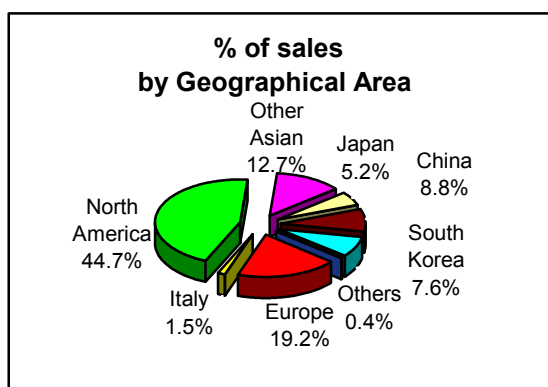 % of sales
by Geographical Area
Other
Asian
12.7%
Japan
5.2%
China
8.8%
North
America
44.7%
South
Korea
7.6%
Italy
1.5%
Europe
19.2%
Others
0.4%